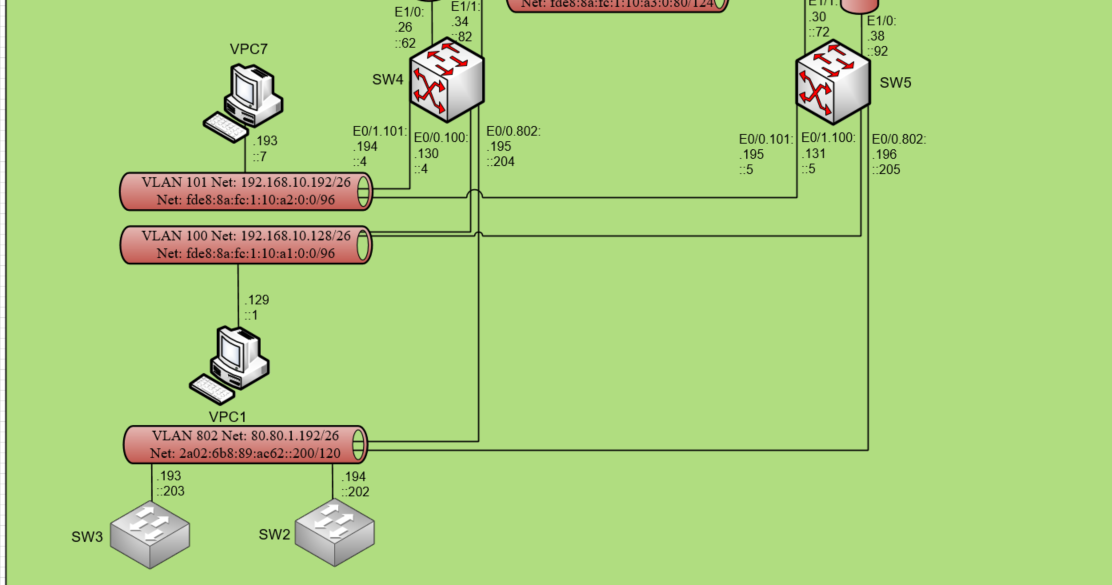 Net: fde8:8a:fc:1:10:a3:0:80/124
E1/0:
.26
::62
E1/1:
.34
::82
E1/1:
.30
::72
E1/0:
.38
::92
VPC7
SW4
SW5
.193
::7
E0/1.101:
.194
::4
E0/0.100:
.130
::4
E0/0.802:
.195
::204
E0/0.101:
.195
::5
E0/1.100:
.131
::5
E0/0.802:
.196
::205
VLAN 101 Net: 192.168.10.192/26
Net: fde8:8a:fc:1:10:a2:0:0/96
VLAN 100 Net: 192.168.10.128/26
Net: fde8:8a:fc:1:10:a1:0:0/96
.129
::1
VPC1
VLAN 802 Net: 80.80.1.192/26
Net: 2a02:6b8:89:ac62::200/120
.193
::203
.194
::202
SW3
SW2